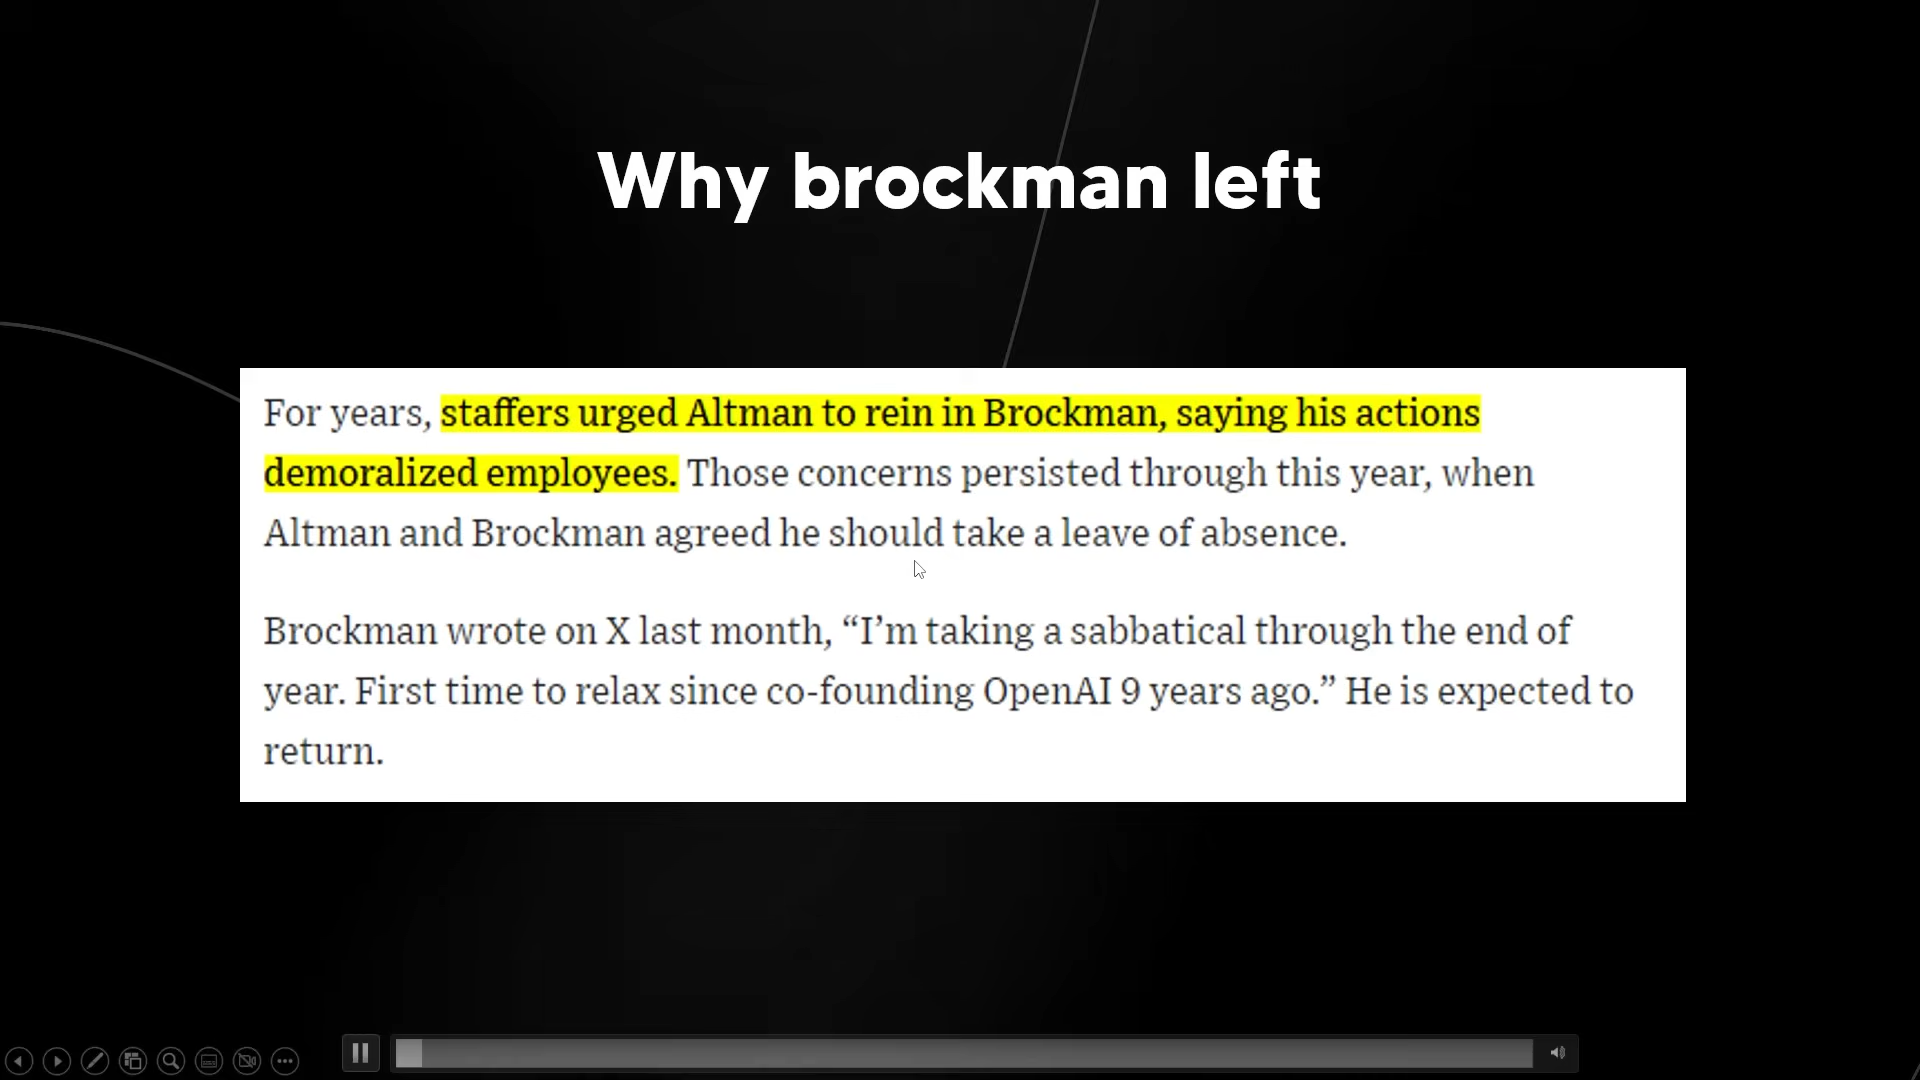 Why brockman left
For years, staffers urged Altman to rein in Brockman, saying his actions
demoralized employees. Those concerns persisted through this year, when
Altman and Brockman agreed he should take a leave of absence.
Brockman wrote on X last month, “I’m taking a sabbatical through the end of
year. First time to relax since co-founding OpenAI 9 years ago.” He is expected to
return.